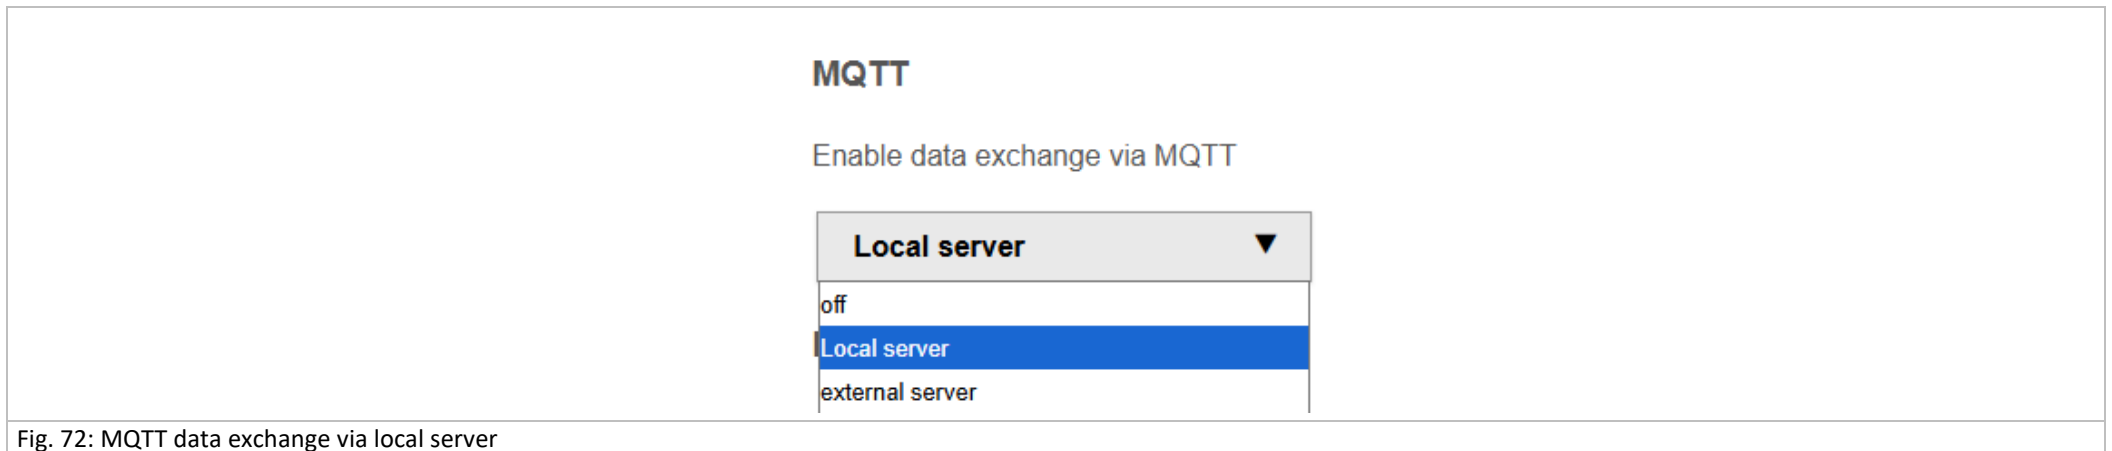 MQTT
Enable data exchange via MQTT
Local server ▼
off
Local server
external server
Fig. 72: MQTT data exchange via local server